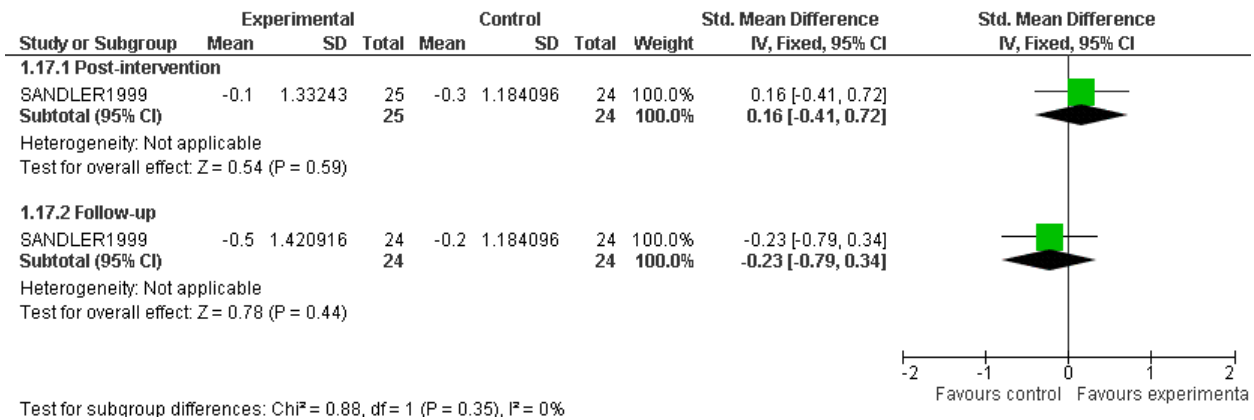 Experimental Control Std. Mean Difference Std. Mean Difference
Study or Subgroup Mean SD Total Mean SD Total Weight IV, Fixed, 95% CI IV, Fixed, 95% CI
1.17.1 Post-intervention
SANDLER1999 -0.1 1.33243 25 -0.3 1.184096 24 100.0% 0.16 [-0.41, 0.72]
Subtotal (95% CI) 25 24 100.0% 0.16 [-0.41, 0.72]
Heterogeneity: Not applicable
Test for overall effect: Z = 0.54 (P = 0.59)
1.17.2 Follow-up
SANDLER1999 -0.5 1.420916 24 -0.2 1.184096 24 100.0% -0.23 [-0.79, 0.34]
Subtotal (95% CI) 24 24 100.0% -0.23 [-0.79, 0.34]
Heterogeneity: Not applicable
Test for overall effect: Z = 0.78 (P = 0.44)
-2 -1 0 1 2
Favours control Favours experimenta
Test for subgroup differences: Chi² = 0.88, df = 1 (P = 0.35), I² = 0%